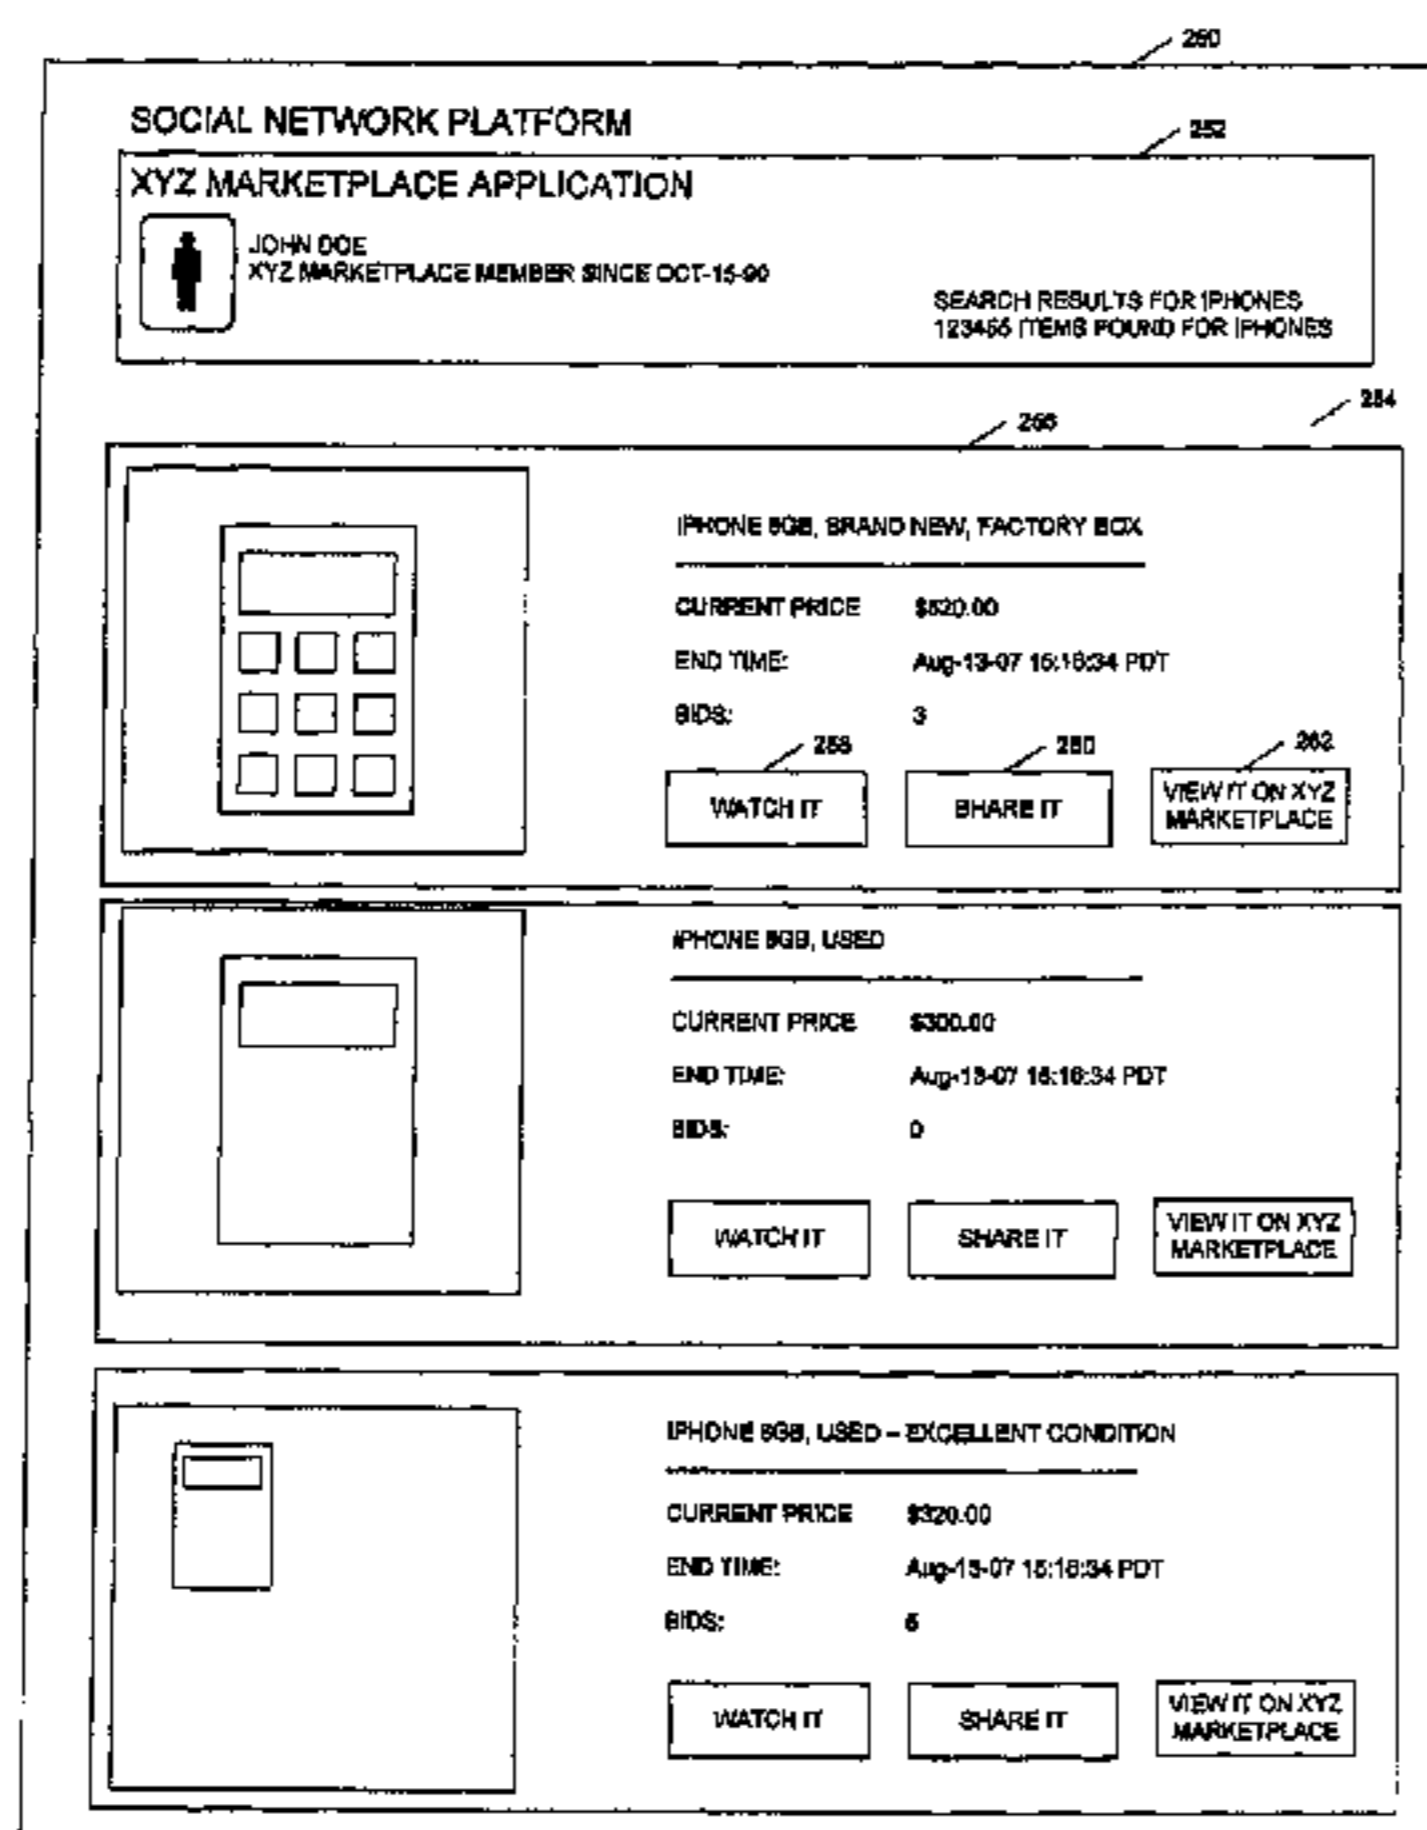 250
SOCIAL NETWORK PLATFORM
252
XYZ MARKETPLACE APPLICATION
JOHN DOE
XYZ MARKETPLACE MEMBER SINCE OCT-15-90
SEARCH RESULTS FOR IPHONES
ITEMS FOUND FOR IPHONES
254
256
IPHONE 8GB, BRAND NEW, FACTORY BOX
CURRENT PRICE $520.00
END TIME: Aug-13-07 15:16:34 PDT
BIDS: 3
258 260 262
WATCH IT SHARE IT VIEW IT ON XYZ MARKETPLACE
IPHONE 8GB, USED
CURRENT PRICE $300.00
END TIME: Aug-13-07 15:16:34 PDT
BIDS: 0
WATCH IT SHARE IT VIEW IT ON XYZ MARKETPLACE
IPHONE 8GB, USED – EXCELLENT CONDITION
CURRENT PRICE $320.00
END TIME: Aug-13-07 15:16:34 PDT
BIDS:
WATCH IT SHARE IT VIEW IT ON XYZ MARKETPLACE